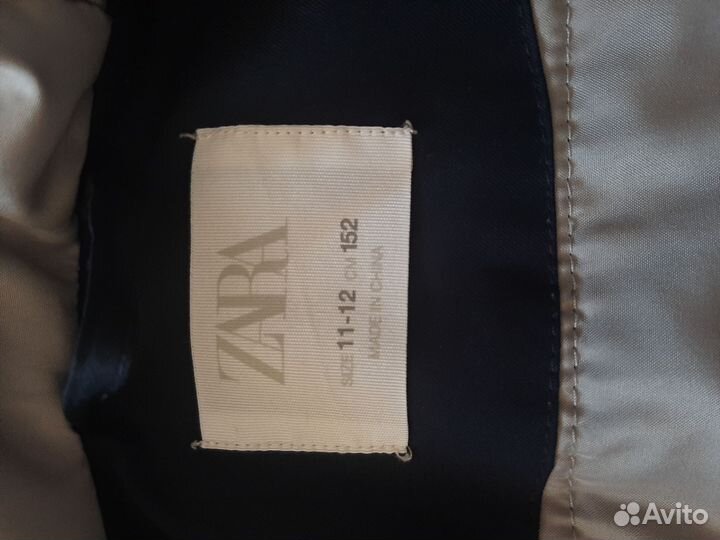 ZARA
SIZE 11-12 CM 152
MADE IN CHINA
Avito